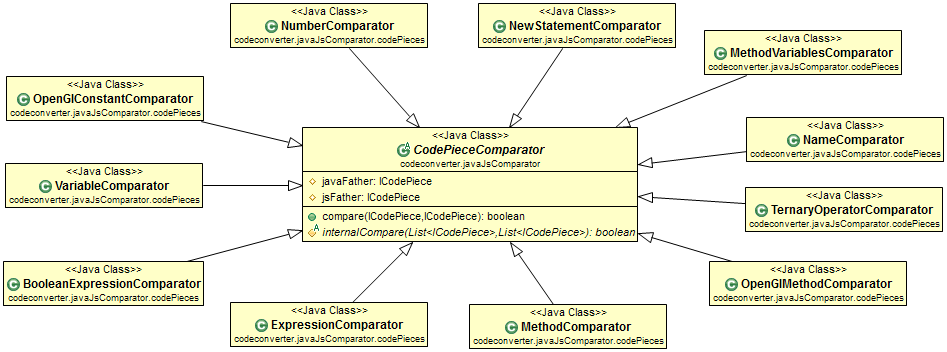 <<Java Class>>
NumberComparator
codeconverter.javaJsComparator.codePieces
<<Java Class>>
NewStatementComparator
codeconverter.javaJsComparator.codePieces
<<Java Class>>
MethodVariablesComparator
codeconverter.javaJsComparator.codePieces
<<Java Class>>
OpenGlConstantComparator
codeconverter.javaJsComparator.codePieces
<<Java Class>>
NameComparator
codeconverter.javaJsComparator.codePieces
<<Java Class>>
CodePieceComparator
codeconverter.javaJsComparator
javaFather: ICodePiece
jsFather: ICodePiece
compare(ICodePiece,ICodePiece): boolean
internalCompare(List<ICodePiece>,List<ICodePiece>): boolean
<<Java Class>>
VariableComparator
codeconverter.javaJsComparator.codePieces
<<Java Class>>
TernaryOperatorComparator
codeconverter.javaJsComparator.codePieces
<<Java Class>>
BooleanExpressionComparator
codeconverter.javaJsComparator.codePieces
<<Java Class>>
OpenGlMethodComparator
codeconverter.javaJsComparator.codePieces
<<Java Class>>
ExpressionComparator
codeconverter.javaJsComparator.codePieces
<<Java Class>>
MethodComparator
codeconverter.javaJsComparator.codePieces